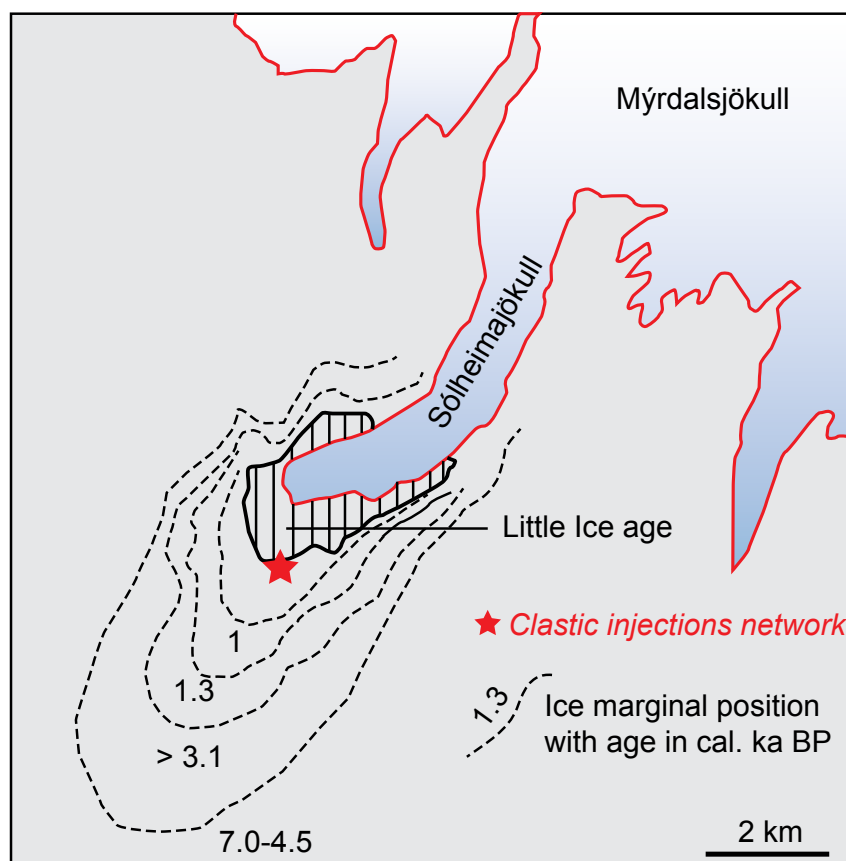 Mýrdalsjökull
Sólheimajökull
Little Ice age
Clastic injections network
1
1.3
1.3
Ice marginal position
with age in cal. ka BP
> 3.1
7.0-4.5
2 km